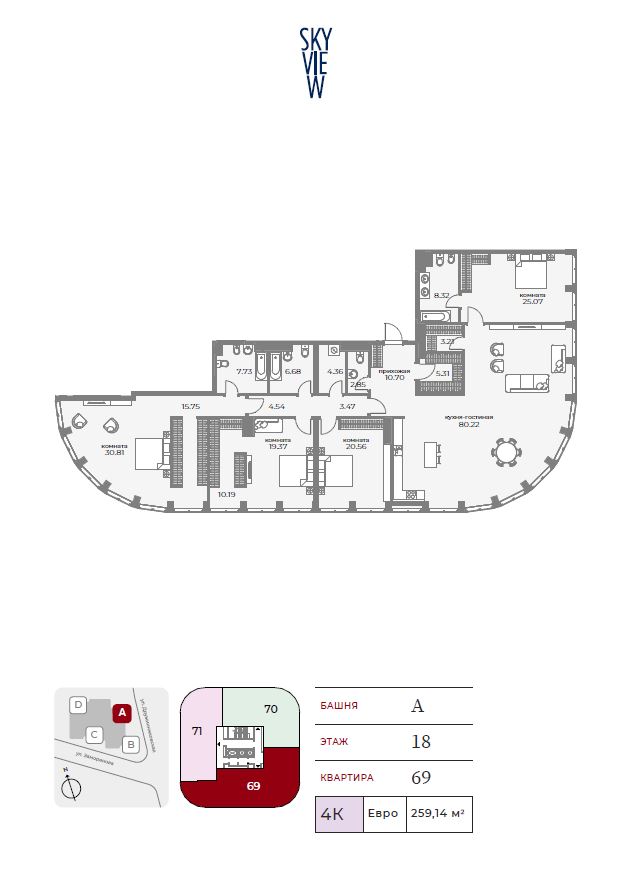 SKY
VIE
W
8.32
комната
25.07
3.21
7.73
6.68
4.36
2.85
прихожая
10.70
5.31
15.75
4.54
3.47
кухня-гостиная
80.22
комната
30.81
комната
19.37
комната
20.56
10.19
D
A
C
B
ул. Дружинниковская
ул. Заморенова
N
70
71
69
БАШНЯ A
ЭТАЖ 18
КВАРТИРА 69
4К Евро 259,14 м²